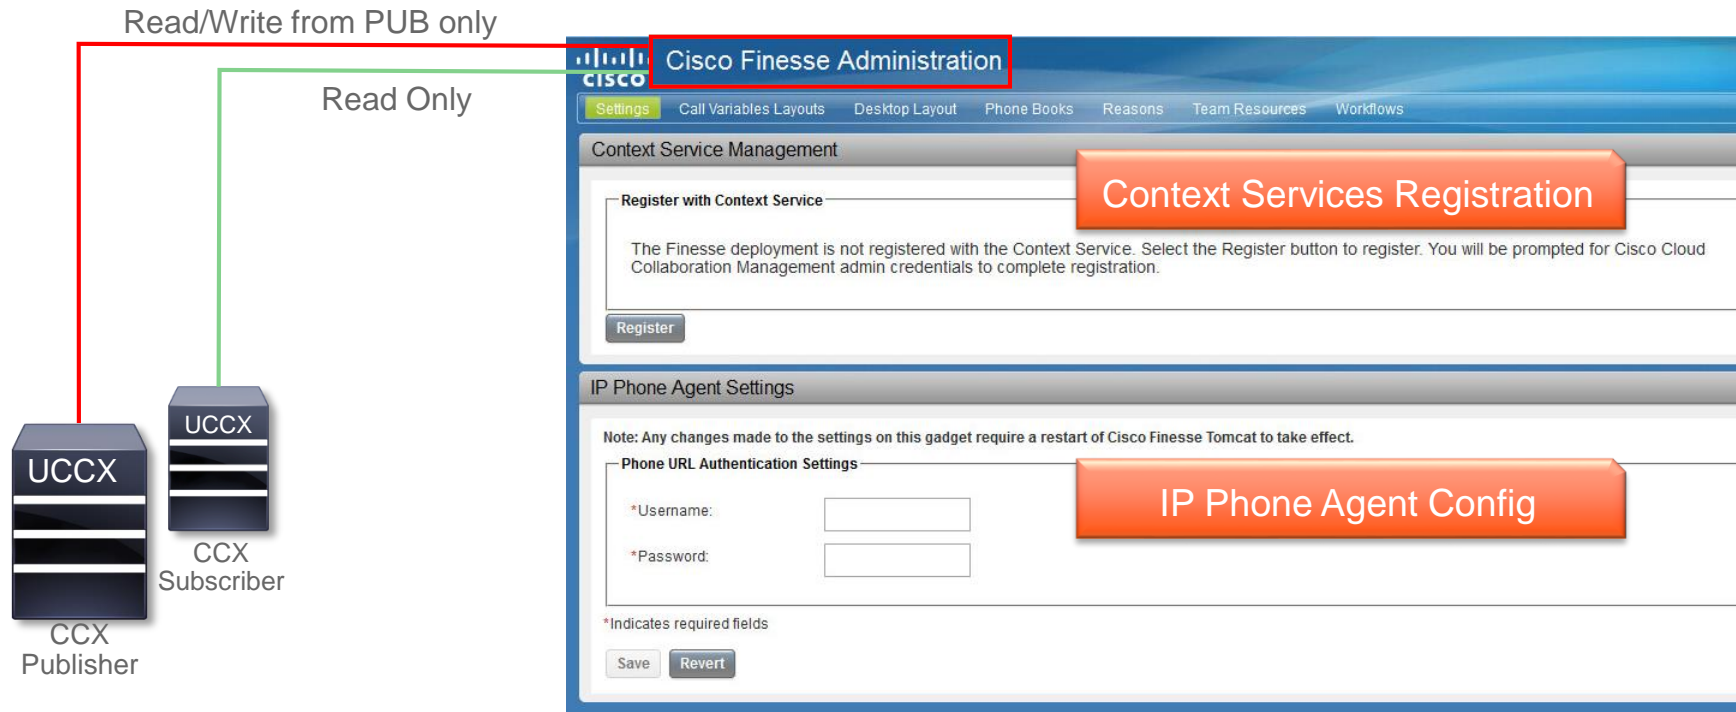 Read/Write from PUB only
Read Only
UCCX
CCX
Subscriber
UCCX
CCX
Publisher
CISCO
Cisco Finesse Administration
Settings Call Variables Layouts Desktop Layout Phone Books Reasons Team Resources Workflows
Context Service Management
Context Services Registration
Register with Context Service
The Finesse deployment is not registered with the Context Service. Select the Register button to register. You will be prompted for Cisco Cloud
Collaboration Management admin credentials to complete registration.
Register
IP Phone Agent Settings
Note: Any changes made to the settings on this gadget require a restart of Cisco Finesse Tomcat to take effect.
Phone URL Authentication Settings
IP Phone Agent Config
*Username:
*Password:
*Indicates required fields
Save Revert